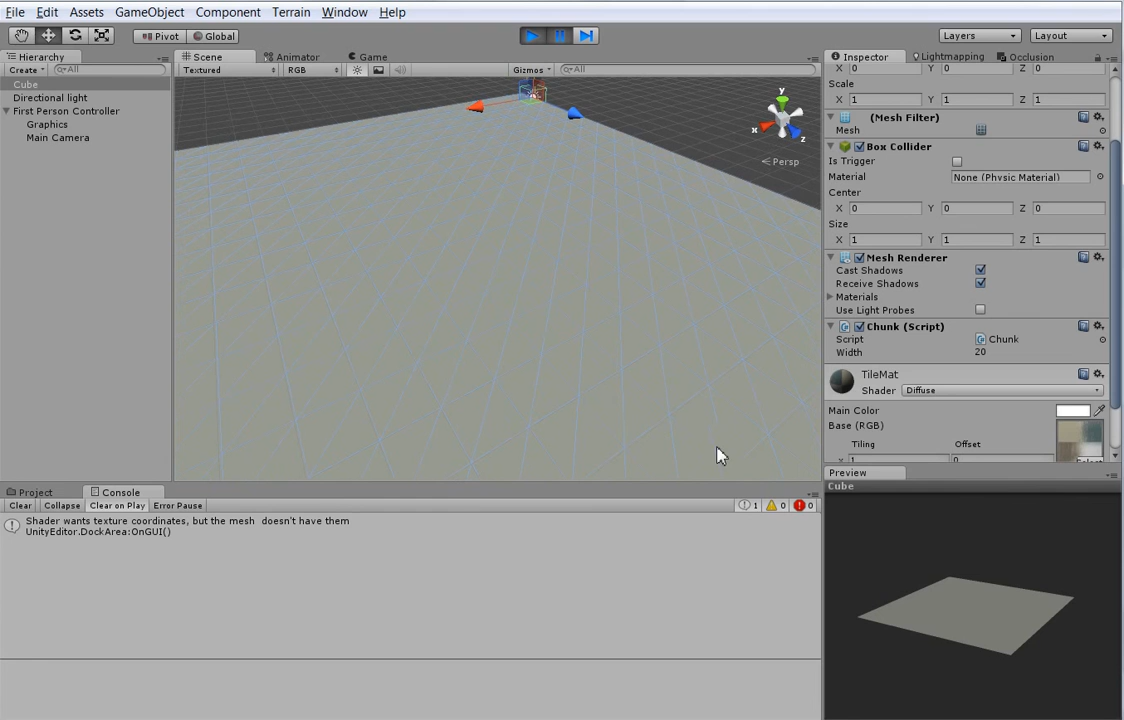 File Edit Assets GameObject Component Terrain Window Help
Pivot Global Layers Layout
Hierarchy Scene Animator Game Inspector Lightmapping Occlusion
Create All Textured RGB Gizmos All
X 0 Y 0 Z 0
Cube
Scale
Directional light
X 1 Y 1 Z 1
First Person Controller
(Mesh Filter)
Graphics
Mesh
Main Camera
y
x
z
Persp
Box Collider
Is Trigger
Material None (Physic Material)
Center
X 0 Y 0 Z 0
Size
X 1 Y 1 Z 1
Mesh Renderer
Cast Shadows
Receive Shadows
Materials
Use Light Probes
Chunk (Script)
Script Chunk
Width 20
TileMat
Shader Diffuse
Main Color
Base (RGB)
Tiling Offset
x 1 0 Select
Preview
Cube
Project Console
Clear Collapse Clear on Play Error Pause 1 0 0
Shader wants texture coordinates, but the mesh doesn't have them
UnityEditor.DockArea:OnGUI()